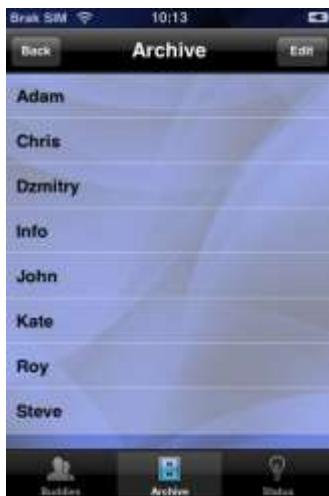 Brak SIM 10:13
Back Archive Edit
Adam
Chris
Dzmitry
Info
John
Kate
Roy
Steve
Buddies Archive Status